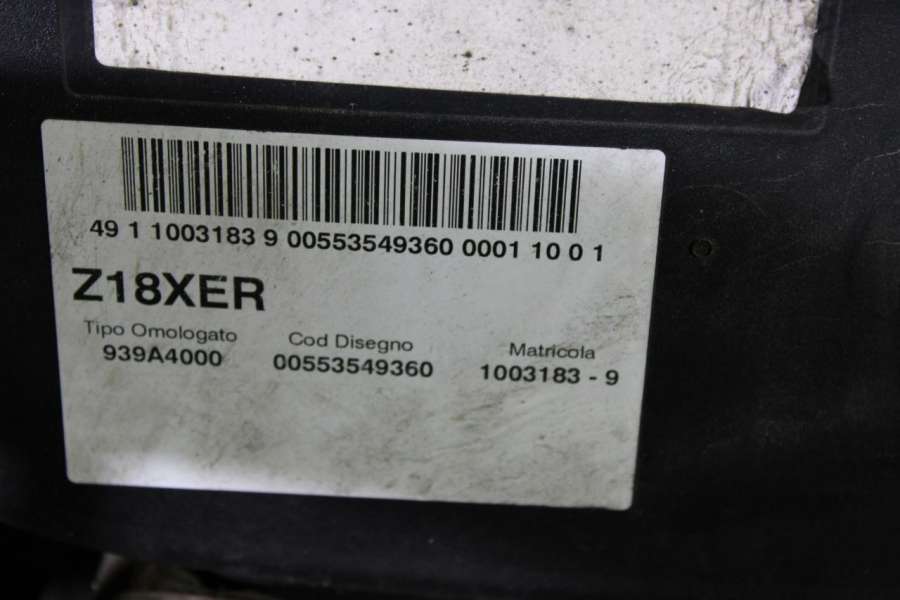 49 1 1003183 9 00553549360 0001 10 0 1
Z18XER
Tipo Omologato Cod Disegno Matricola
939A4000 00553549360 1003183 - 9